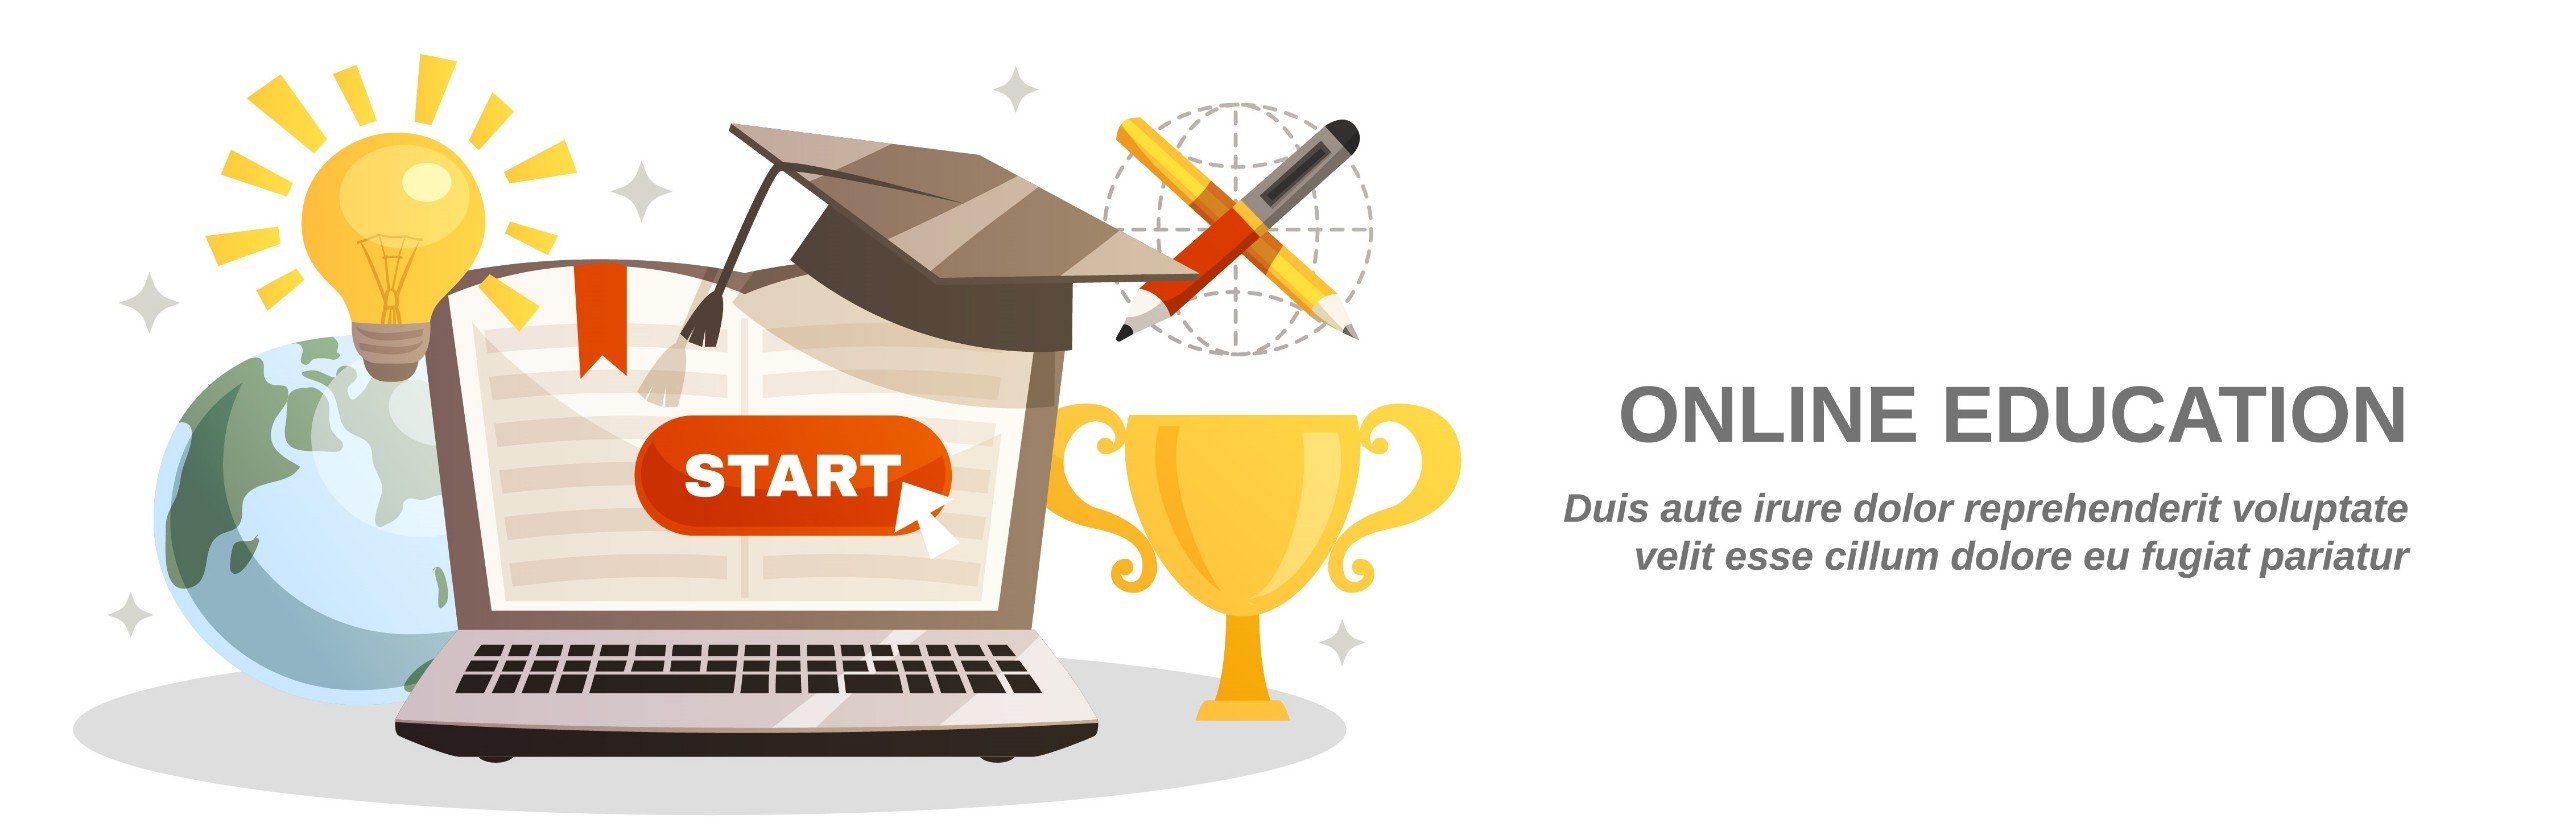 START
ONLINE EDUCATION
Duis aute irure dolor reprehenderit voluptate
velit esse cillum dolore eu fugiat pariatur